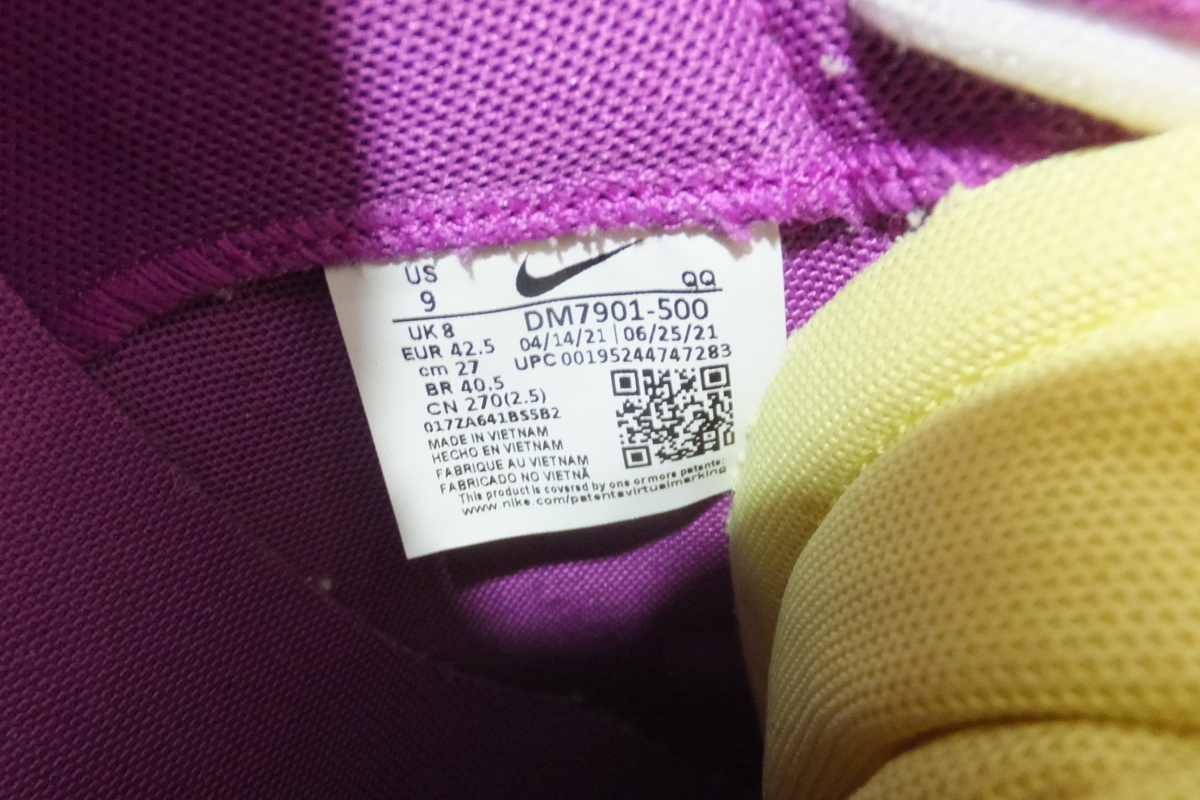 US
9
QQ
UK 8
EUR 42.5
cm 27
BR 40.5
CN 270(2.5)
017ZA641BS5B2
DM7901-500
04/14/21 | 06/25/21
UPC 00195244747283
MADE IN VIETNAM
HECHO EN VIETNAM
FABRIQUE AU VIETNAM
FABRICADO NO VIETNÃ
This product is covered by one or more patents:
www.nike.com/patentsvirtualmarking